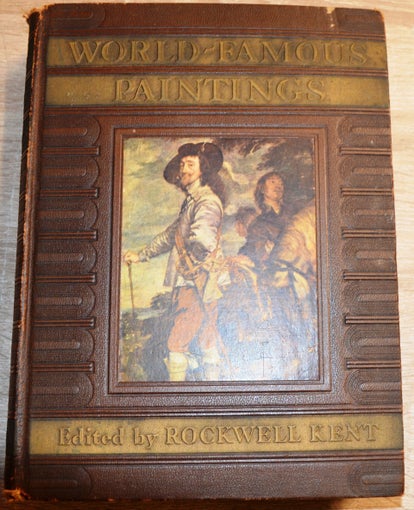 WORLD-FAMOUS
PAINTINGS
Edited by ROCKWELL KENT